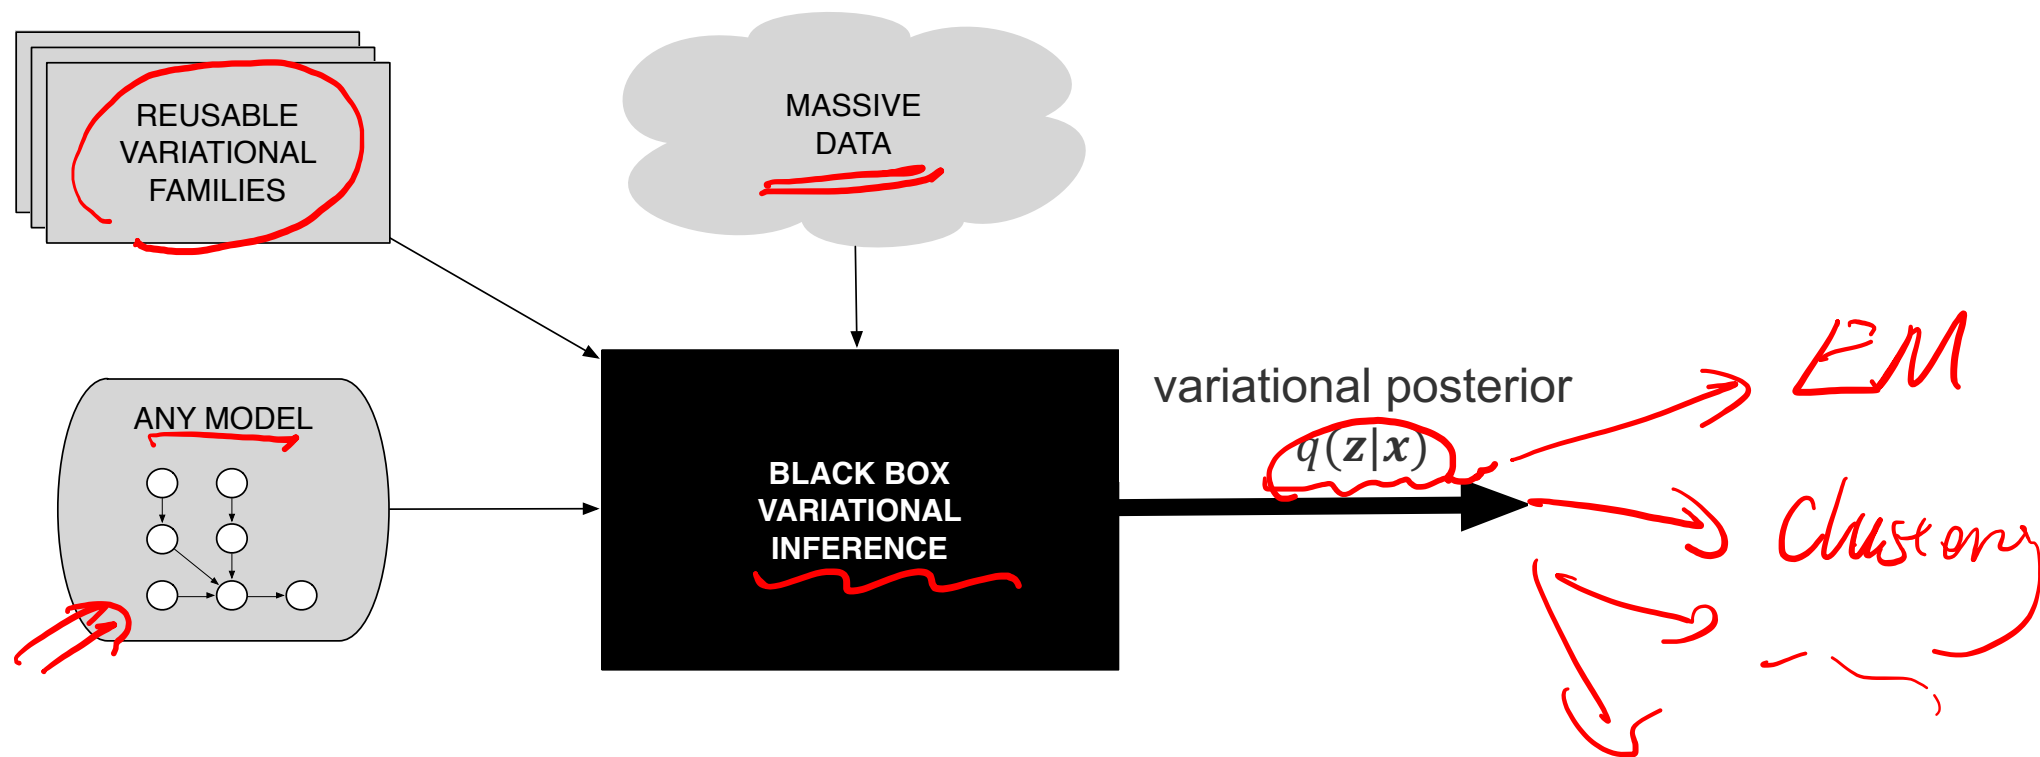 REUSABLE
VARIATIONAL
FAMILIES
MASSIVE
DATA
ANY MODEL
BLACK BOX
VARIATIONAL
INFERENCE
variational posterior
q(z|x)
EM
Clustering